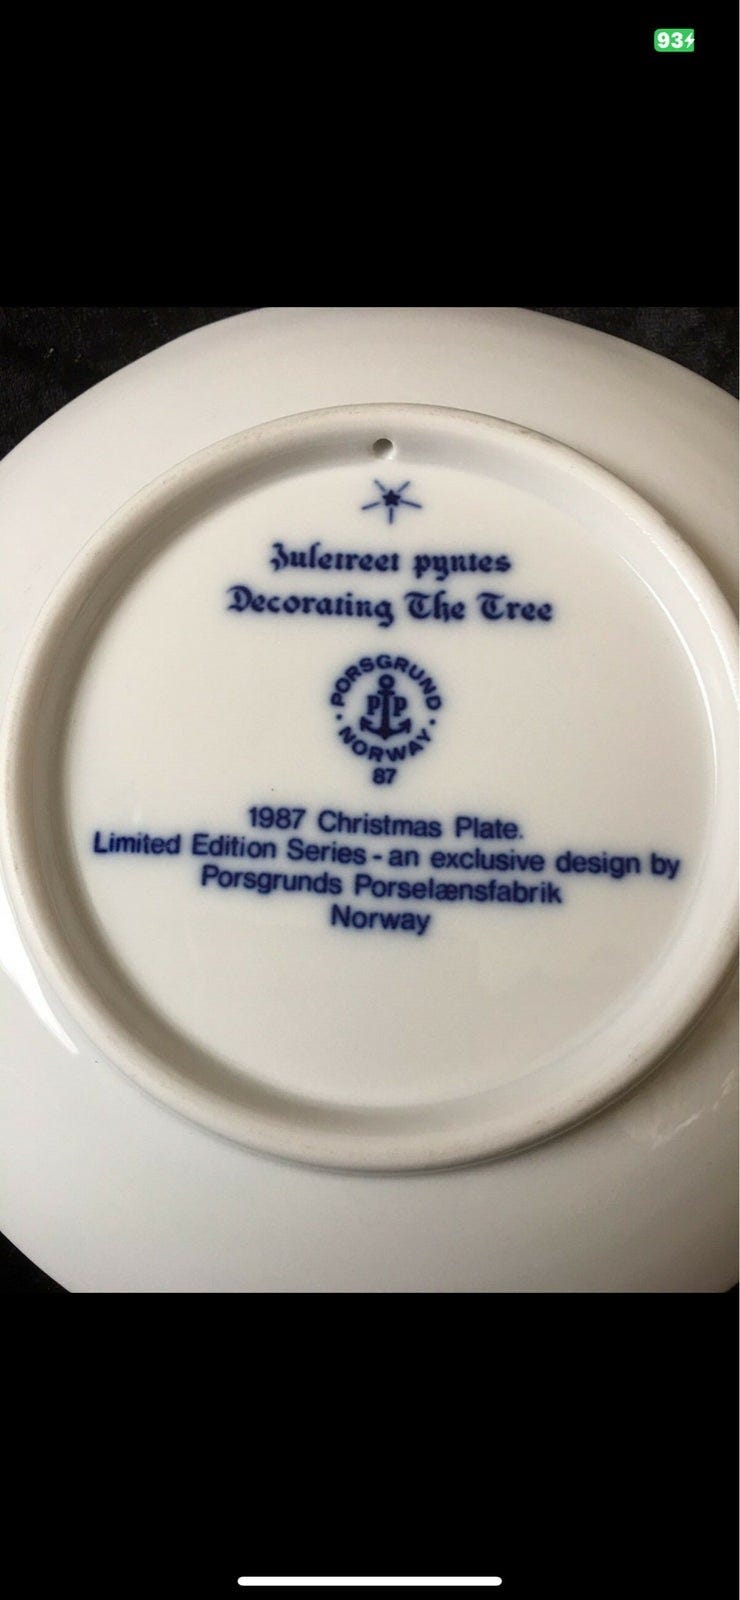 93
Juletreet pyntes
Decorating The Tree
PORSGRUND
PP
NORWAY
87
1987 Christmas Plate.
Limited Edition Series - an exclusive design by
Porsgrunds Porselænsfabrik
Norway